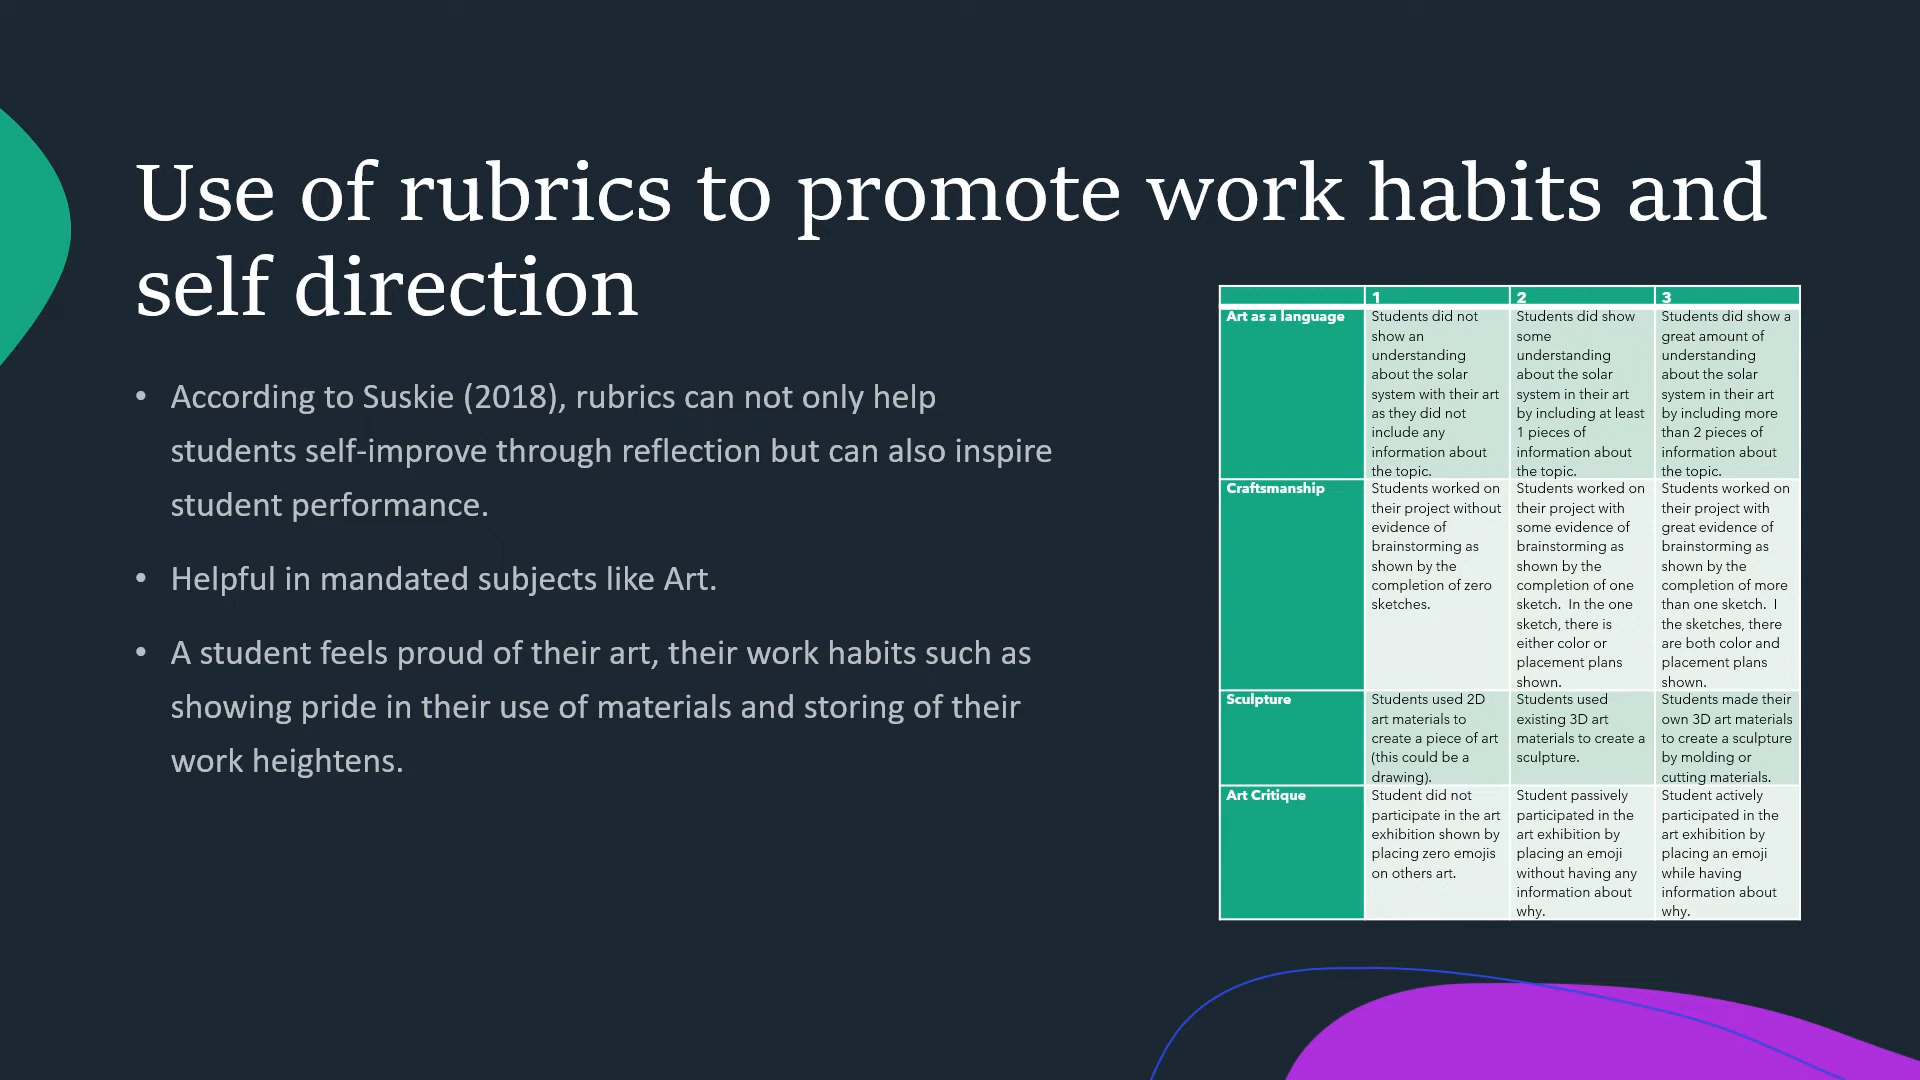 Use of rubrics to promote work habits and
self direction
• According to Suskie (2018), rubrics can not only help
students self-improve through reflection but can also inspire
student performance.
• Helpful in mandated subjects like Art.
• A student feels proud of their art, their work habits such as
showing pride in their use of materials and storing of their
work heightens.
1
2
3
Art as a language
Students did not
show an
understanding
about the solar
system with their art
as they did not
include any
information about
the topic.
Students did show
some
understanding
about the solar
system in their art
by including at least
1 pieces of
information about
the topic.
Students did show a
great amount of
understanding
about the solar
system in their art
by including more
than 2 pieces of
information about
the topic.
Craftsmanship
Students worked on
their project without
evidence of
brainstorming as
shown by the
completion of zero
sketches.
Students worked on
their project with
some evidence of
brainstorming as
shown by the
completion of one
sketch.  In the one
sketch, there is
either color or
placement plans
shown.
Students worked on
their project with
great evidence of
brainstorming as
shown by the
completion of more
than one sketch.  I
the sketches, there
are both color and
placement plans
shown.
Sculpture
Students used 2D
art materials to
create a piece of art
(this could be a
drawing).
Students used
existing 3D art
materials to create a
sculpture.
Students made their
own 3D art materials
to create a sculpture
by molding or
cutting materials.
Art Critique
Student did not
participate in the art
exhibition shown by
placing zero emojis
on others art.
Student passively
participated in the
art exhibition by
placing an emoji
without having any
information about
why.
Student actively
participated in the
art exhibition by
placing an emoji
while having
information about
why.